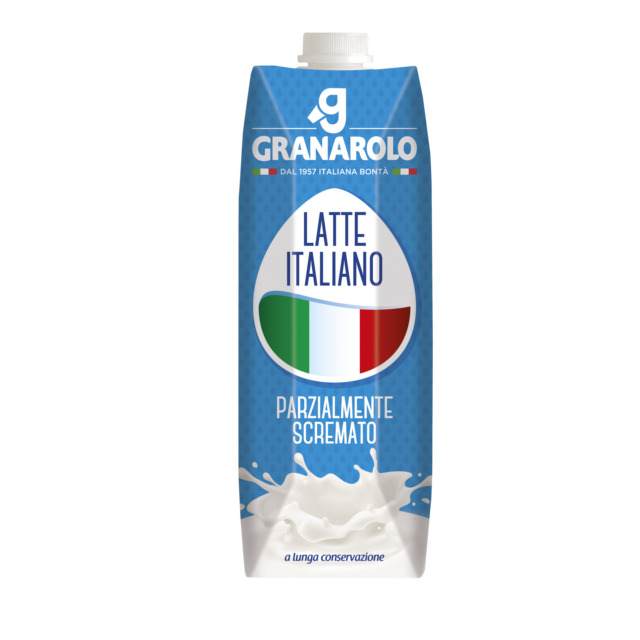 g
GRANAROLO
DAL 1957 ITALIANA BONTÀ
LATTE
ITALIANO
PARZIALMENTE
SCREMATO
a lunga conservazione